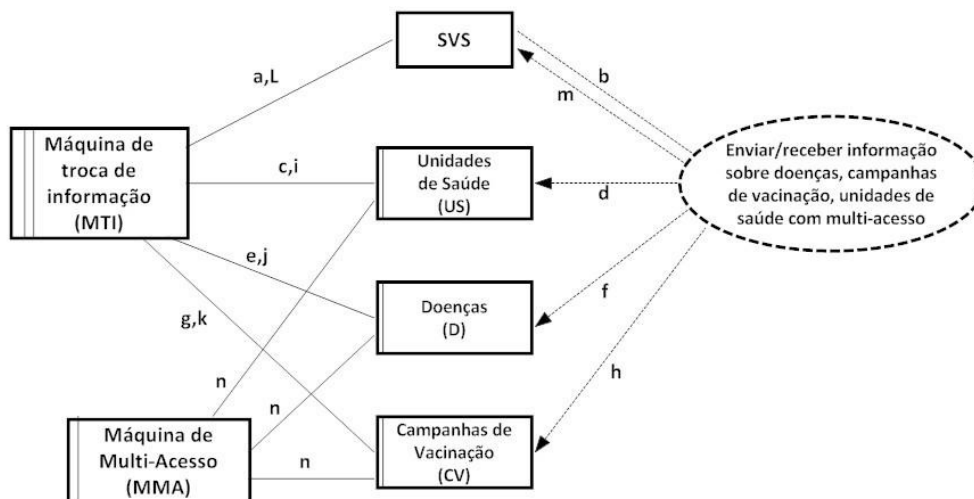 SVS
a,L
b
m
Máquina de
troca de
informação
(MTI)
c,i
Unidades
de Saúde
(US)
d
Enviar/receber informação
sobre doenças, campanhas
de vacinação, unidades de
saúde com multi-acesso
e,j
g,k
Doenças
(D)
f
h
n
n
n
Máquina de
Multi-Acesso
(MMA)
Campanhas de
Vacinação
(CV)